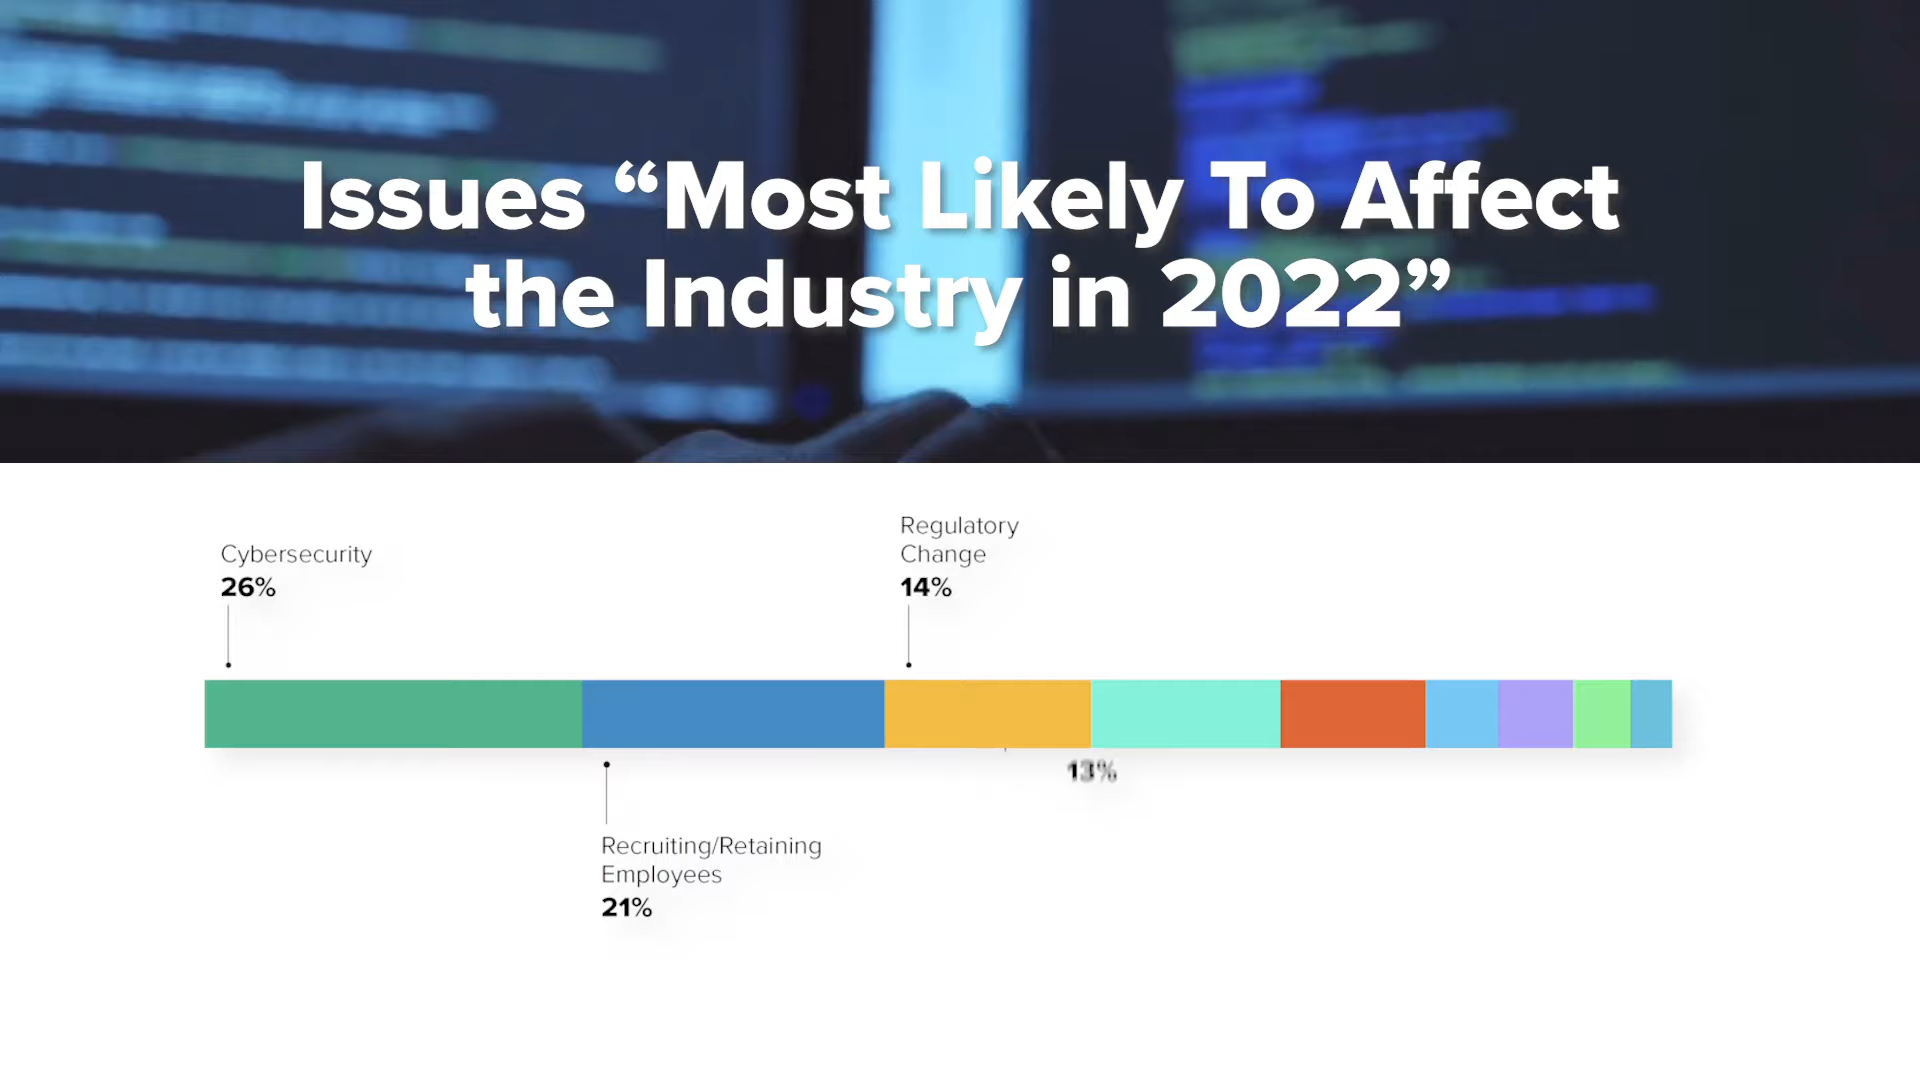 Issues “Most Likely To Affect
the Industry in 2022”
Cybersecurity
26%
Regulatory
Change
14%
13%
Recruiting/Retaining
Employees
21%